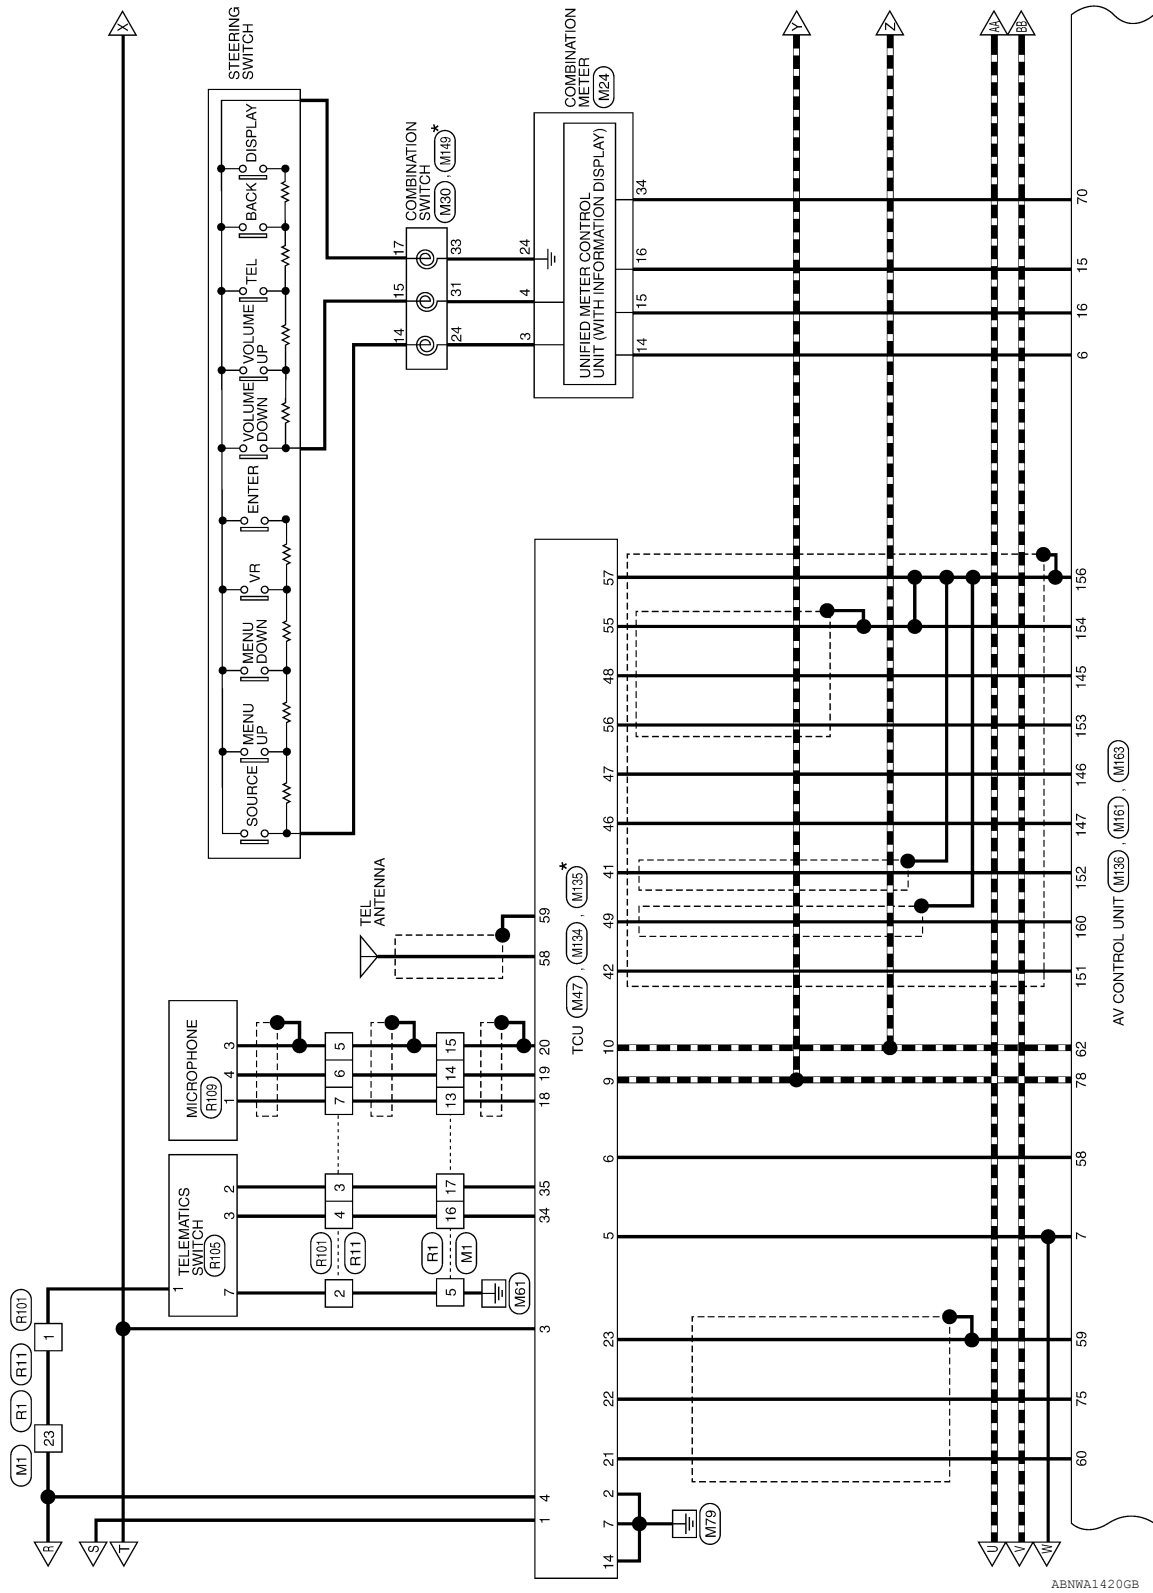 X
STEERING
SWITCH
SOURCE
MENU
UP
MENU
DOWN
VR
ENTER
VOLUME
DOWN
VOLUME
UP
TEL
BACK
DISPLAY
COMBINATION
SWITCH
M30 , M149 *
14 15 17
24 31 33
COMBINATION
METER
M24
3 4 24
UNIFIED METER CONTROL
UNIT (WITH INFORMATION DISPLAY)
14 15 16 34
6 16 15 70
Y
Z
AA
BB
TEL
ANTENNA
58 59
MICROPHONE
R109
1 4 3
7 6 5
13 14 15
18 19 20
TELEMATICS
SWITCH
R105
1
7 3 2
2 4 3
R101
R11
5 16 17
R1
M1
M61
34 35
M1 R1 R11 R101
23 1
R
S
T
1 4 3
TCU M47 , M134 , M135 *
14 7 2
M79
21 22 23 5 6 9 10 42 49 41 46 47 56 48 55 57
60 75 59 7 58 78 62 151 160 152 147 146 153 145 154 156
U
V
W
AV CONTROL UNIT M136 , M161 , M163
ABNWA1420GB